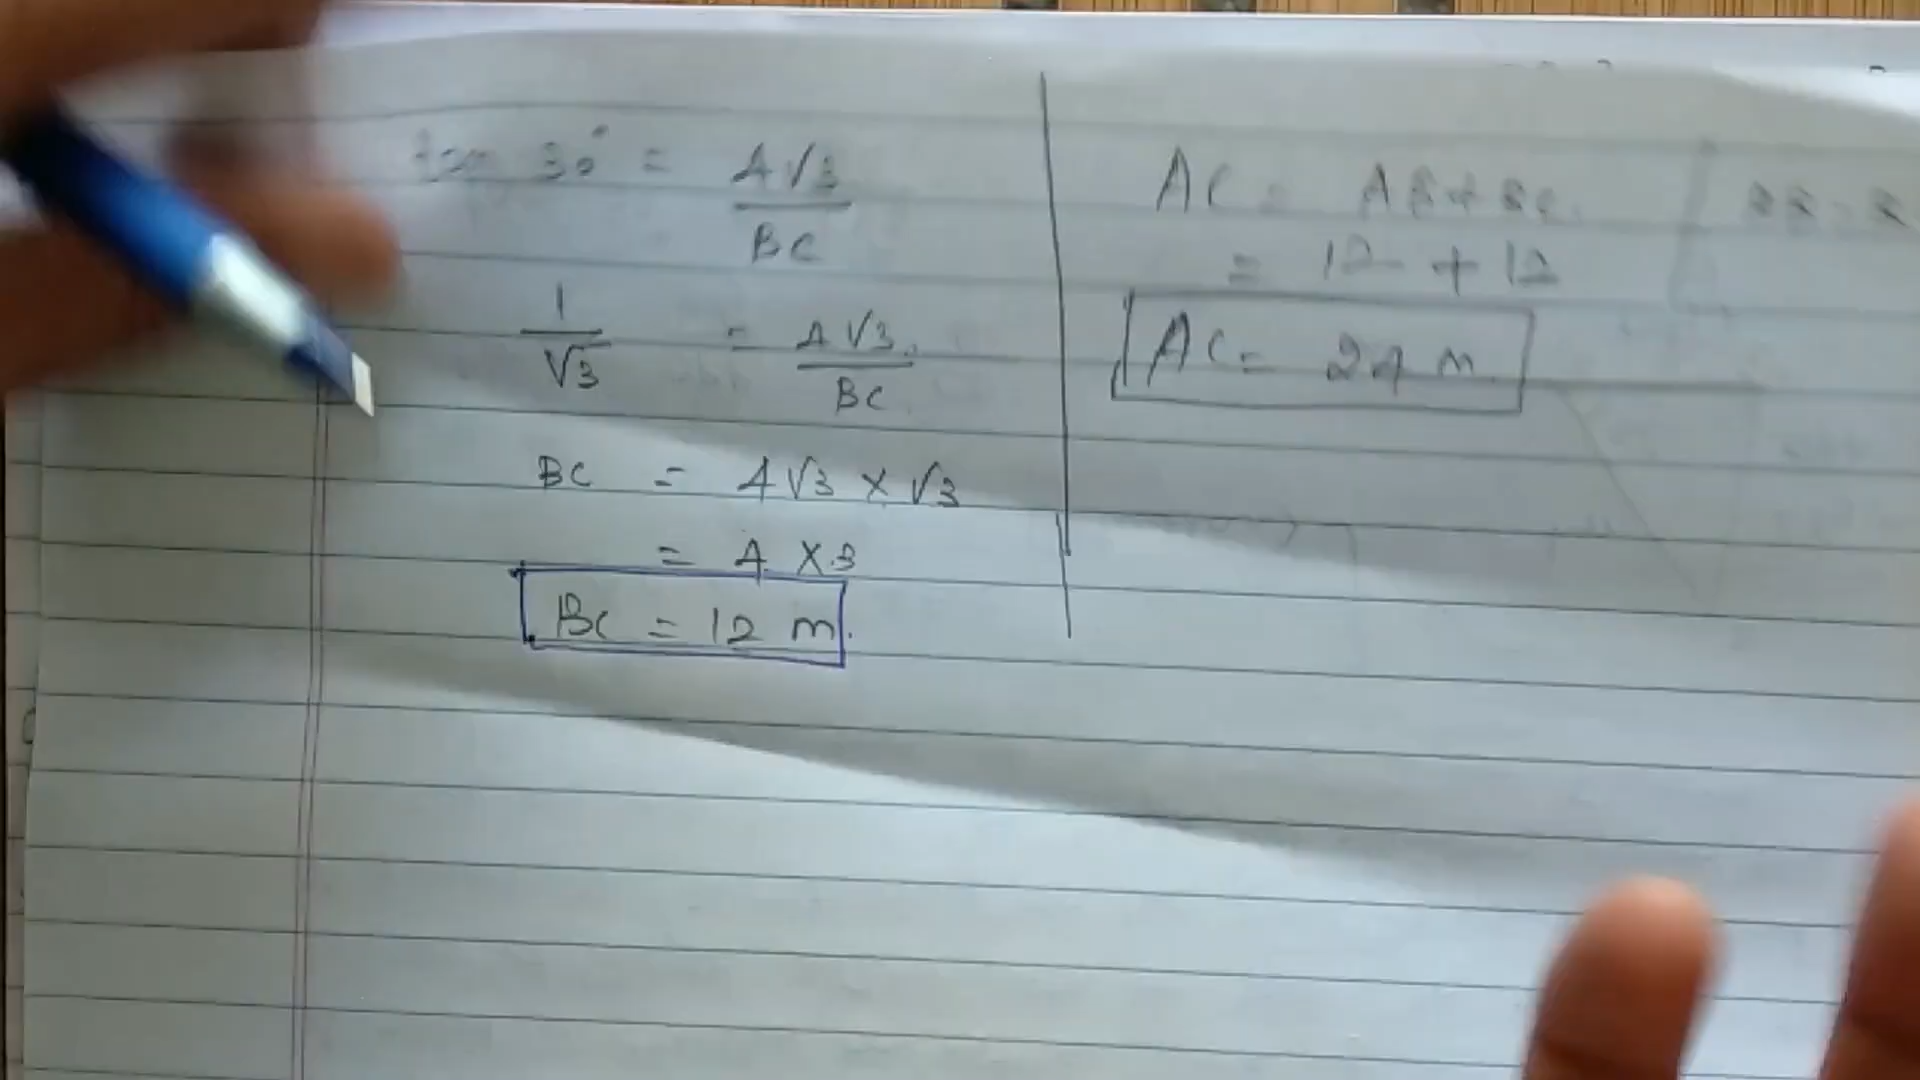 tan 30° = 4√3 / BC
1/√3 = 4√3 / BC
BC = 4√3 × √3
= 4 × 3
BC = 12 m.
AC = AB + BC
= 12 + 12
AC = 24 m